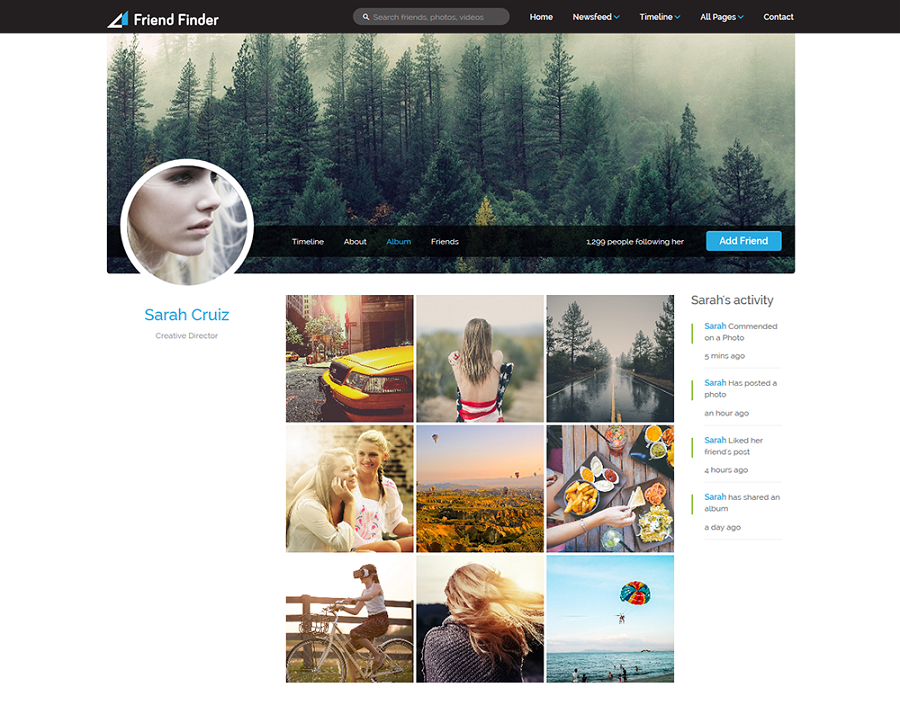 Friend Finder
Search friends, photos, videos
Home Newsfeed Timeline All Pages Contact
Timeline About Album Friends
1,299 people following her
Add Friend
Sarah Cruiz
Creative Director
Sarah's activity
Sarah Commended
on a Photo
5 mins ago
Sarah Has posted a
photo
an hour ago
Sarah Liked her
friend's post
4 hours ago
Sarah has shared an
album
a day ago